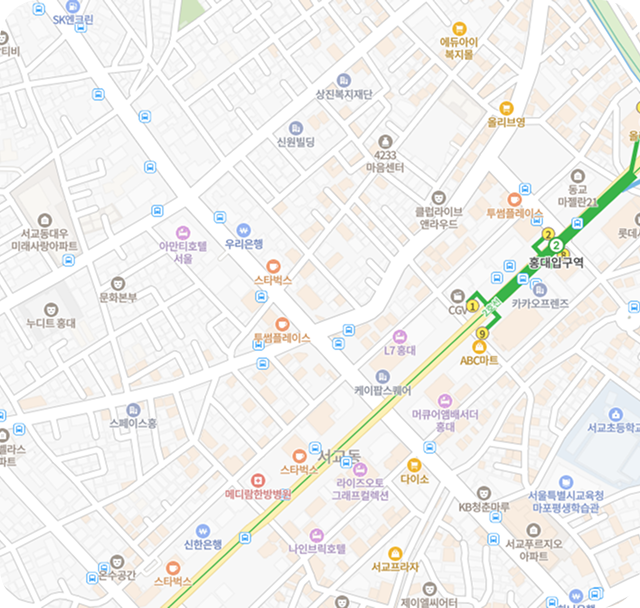 SK엔크린
에듀아이
복지몰
상진복지재단
올리브영
신원빌딩
4233
마음센터
동교
마젤란21
클럽라이브
앤라우드
투썸플레이스
서교동대우
미래사랑아파트
아만티호텔
서울
우리은행
2
2
홍대입구역
스타벅스
문화본부
누디트 홍대
CGV
1
2호선
카카오프렌즈
투썸플레이스
L7 홍대
9
ABC마트
케이팝스퀘어
머큐어앰배서더
홍대
스페이스홍
서교초등학교
서교동
스타벅스
메디람한방병원
라이즈오토
그래프컬렉션
다이소
KB청춘마루
서울특별시교육청
마포평생학습관
신한은행
나인브릭호텔
서교푸르지오
아파트
서교프라자
스타벅스
제이엘씨어터